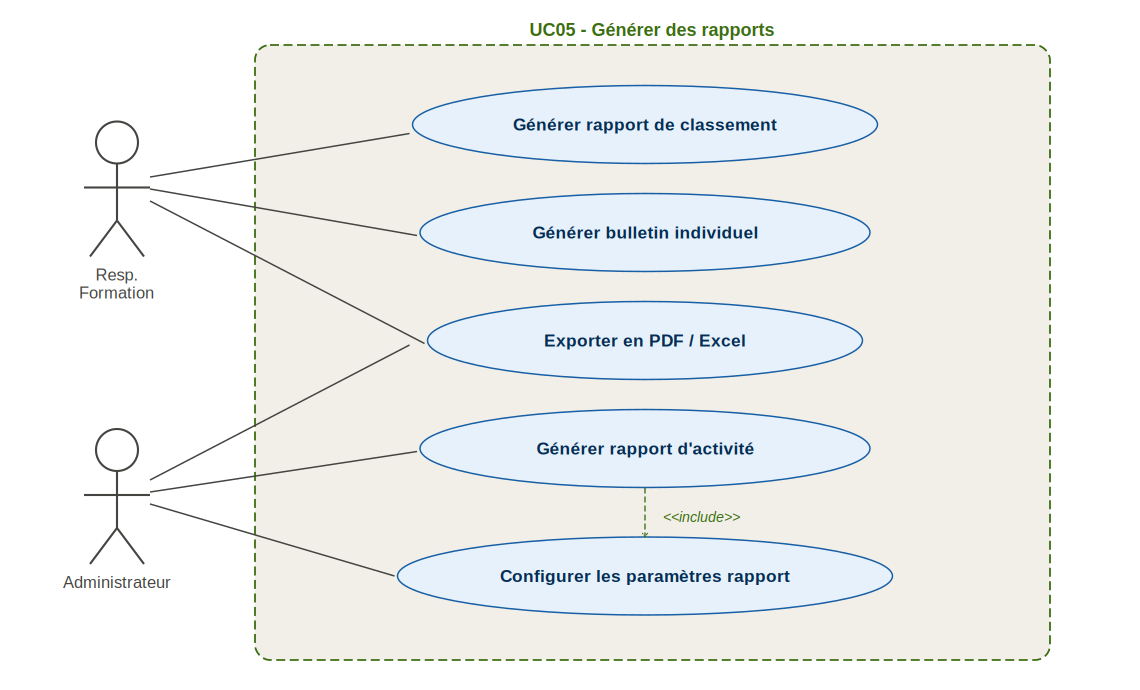 UC05 - Générer des rapports
Générer rapport de classement
Générer bulletin individuel
Resp.
Formation
Exporter en PDF / Excel
Générer rapport d'activité
<<include>>
Configurer les paramètres rapport
Administrateur